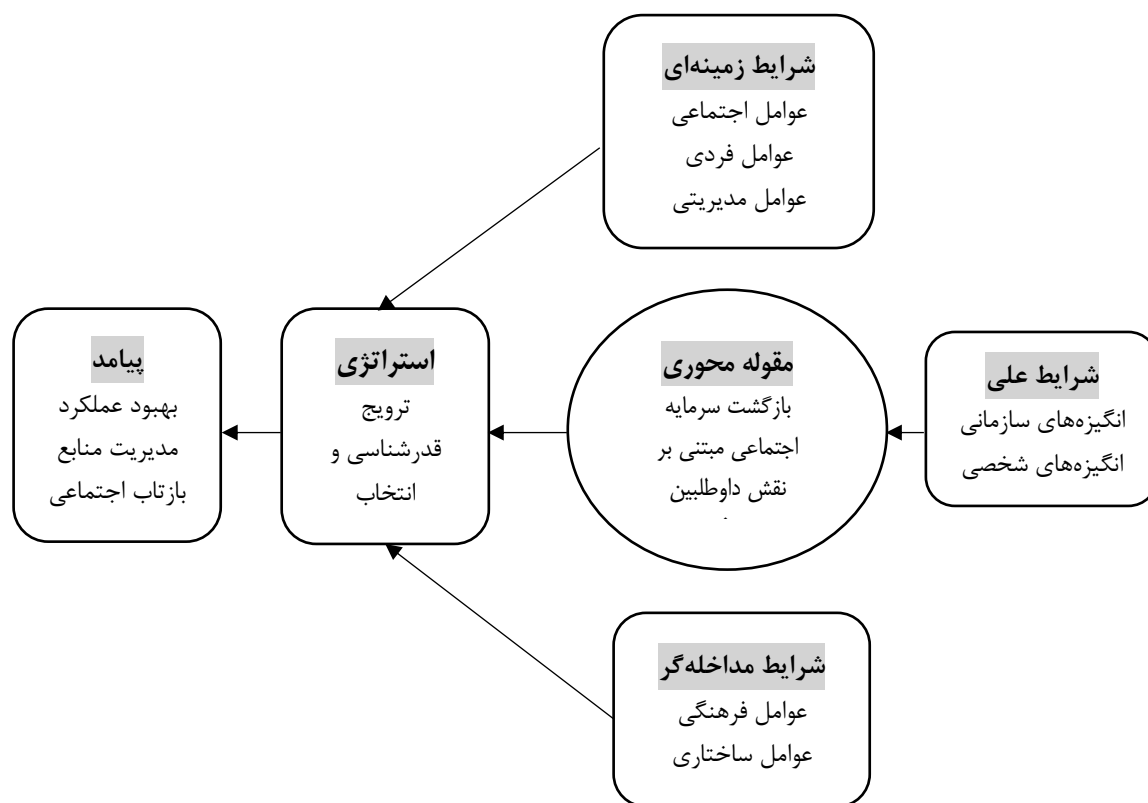 شرایط زمینه‌ای
عوامل اجتماعی
عوامل فردی
عوامل مدیریتی
شرایط علی
انگیزه‌های سازمانی
انگیزه‌های شخصی
مقوله محوری
بازگشت سرمایه
اجتماعی مبتنی بر
نقش داوطلبین
استراتژی
ترویج
قدرشناسی و
انتخاب
پیامد
بهبود عملکرد
مدیریت منابع
بازتاب اجتماعی
شرایط مداخله‌گر
عوامل فرهنگی
عوامل ساختاری